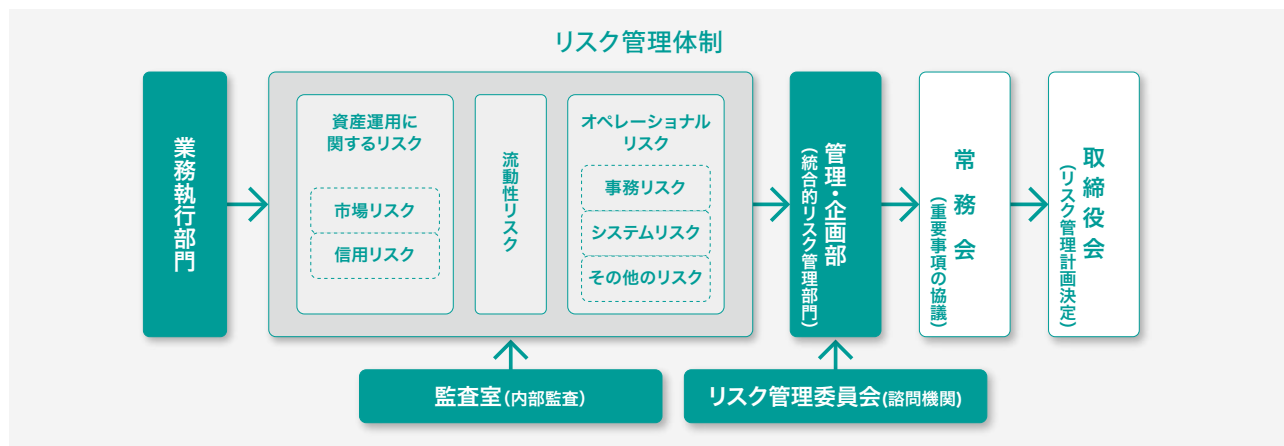 リスク管理体制
業務執行部門
資産運用に
関するリスク
市場リスク
信用リスク
流動性リスク
オペレーショナル
リスク
事務リスク
システムリスク
その他のリスク
管理・企画部
(統合的リスク管理部門)
常務会
(重要事項の協議)
取締役会
(リスク管理計画決定)
監査室(内部監査)
リスク管理委員会(諮問機関)